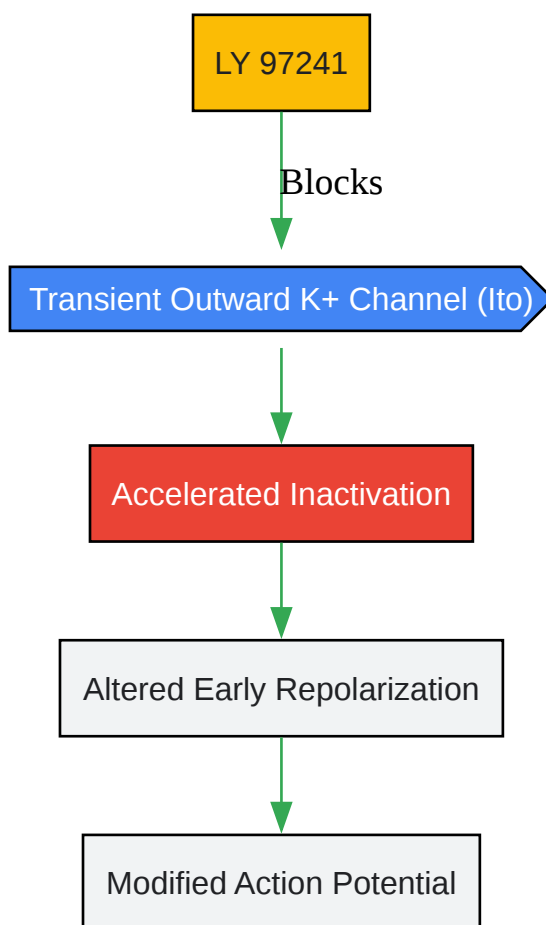 LY 97241
Blocks
Transient Outward K+ Channel (Ito)
Accelerated Inactivation
Altered Early Repolarization
Modified Action Potential